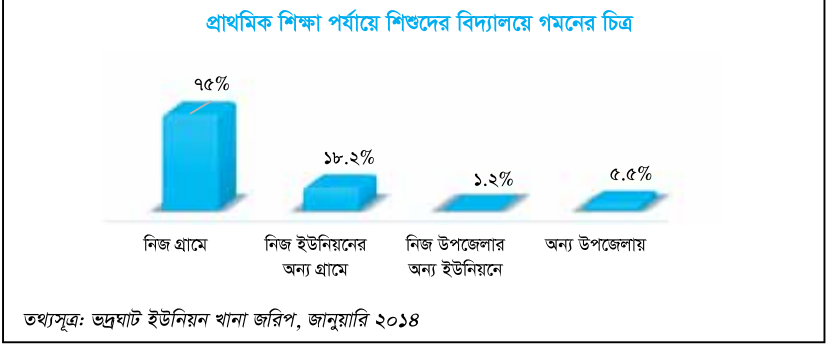 প্রাথমিক শিক্ষা পর্যায়ে শিশুদের বিদ্যালয়ে গমনের চিত্র
৭৫%
১৮.২%
১.২%
৫.৫%
নিজ গ্রামে
নিজ ইউনিয়নের
অন্য গ্রামে
নিজ উপজেলার
অন্য ইউনিয়নে
অন্য উপজেলায়
তথ্যসূত্র: ভদ্রঘাট ইউনিয়ন খানা জরিপ, জানুয়ারি ২০১৪